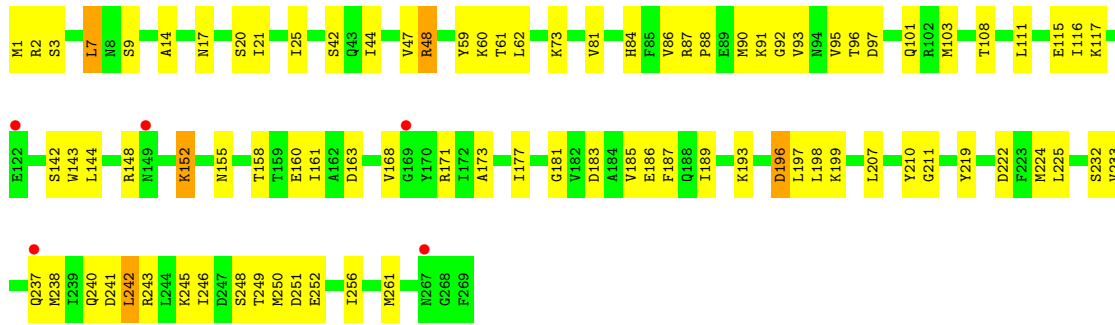 M1 R2 S3 L7 N8 S9 A14 N17 S20 I21 I25 S42 Q43 I44 V47 R48 Y59 K60 T61 L62 K73 V81 H84 F85 V86 R87 P88 E89 M90 K91 G92 V93 N94 V95 T96 D97 Q101 R102 M103 T108 L111 E115 I116 K117
E122 S142 W143 L144 R148 N149 K152 N155 T158 T159 E160 I161 A162 D163 V168 G169 Y170 R171 I172 A173 I177 G181 V182 D183 A184 V185 E186 F187 Q188 I189 K193 D196 L197 L198 K199 L207 Y210 G211 Y219 D222 F223 M224 L225 S232 V233
Q237 M238 I239 Q240 D241 L242 R243 L244 K245 I246 D247 S248 T249 M250 D251 E252 I256 M261 N267 G268 F269